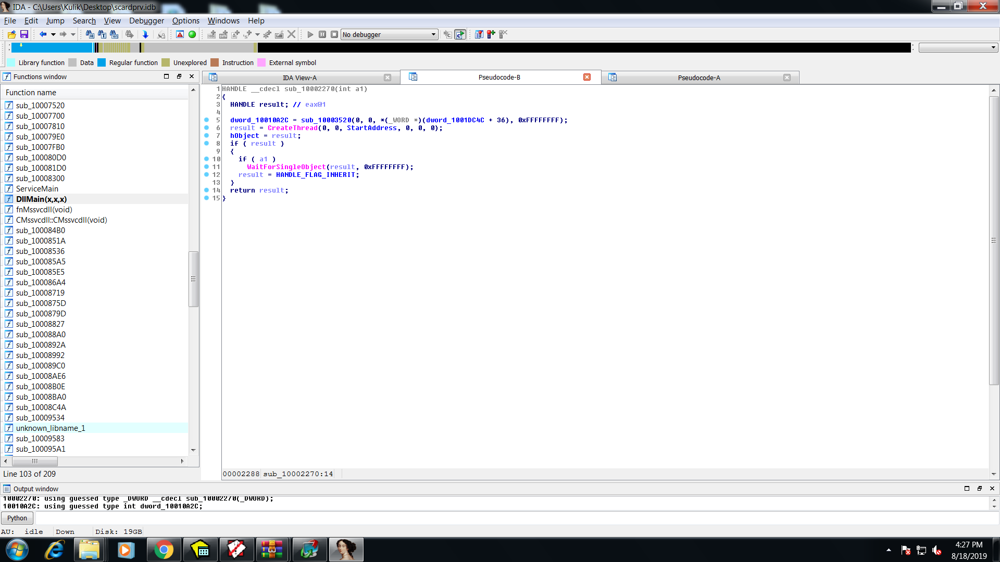 IDA - C:\Users\Kulik\Desktop\scardprv.idb
File Edit Jump Search View Debugger Options Windows Help
No debugger
Library function Data Regular function Unexplored Instruction External symbol
Functions window
IDA View-A
Pseudocode-B
Pseudocode-A
Function name
sub_10007520
sub_10007700
sub_10007810
sub_100079E0
sub_10007FB0
sub_100080D0
sub_100081D0
sub_10008300
ServiceMain
DllMain(x,x,x)
fnMssvcdll(void)
CMssvcdll::CMssvcdll(void)
sub_100084B0
sub_1000851A
sub_10008536
sub_100085A5
sub_100085E5
sub_100086A4
sub_10008719
sub_1000875D
sub_1000879D
sub_10008827
sub_100088A0
sub_1000892A
sub_10008992
sub_100089C0
sub_10008AE6
sub_10008B0E
sub_10008BA0
sub_10008C4A
sub_10009534
unknown_libname_1
sub_10009583
sub_100095A1
Line 103 of 209
1 HANDLE __cdecl sub_10002270(int a1)
2 {
3 HANDLE result; // eax@1
4
5 dword_10010A2C = sub_10003520(0, 0, *(_WORD *)(dword_1001DC4C + 36), 0xFFFFFFFF);
6 result = CreateThread(0, 0, StartAddress, 0, 0, 0);
7 hObject = result;
8 if ( result )
9 {
10 if ( a1 )
11 WaitForSingleObject(result, 0xFFFFFFFF);
12 result = HANDLE_FLAG_INHERIT;
13 }
14 return result;
15 }
00002288 sub_10002270:14
Output window
10002270: using guessed type _DWORD __cdecl sub_10002270(_DWORD);
10010A2C: using guessed type int dword_10010A2C;
Python
AU: idle Down Disk: 19GB
4:27 PM
8/18/2019